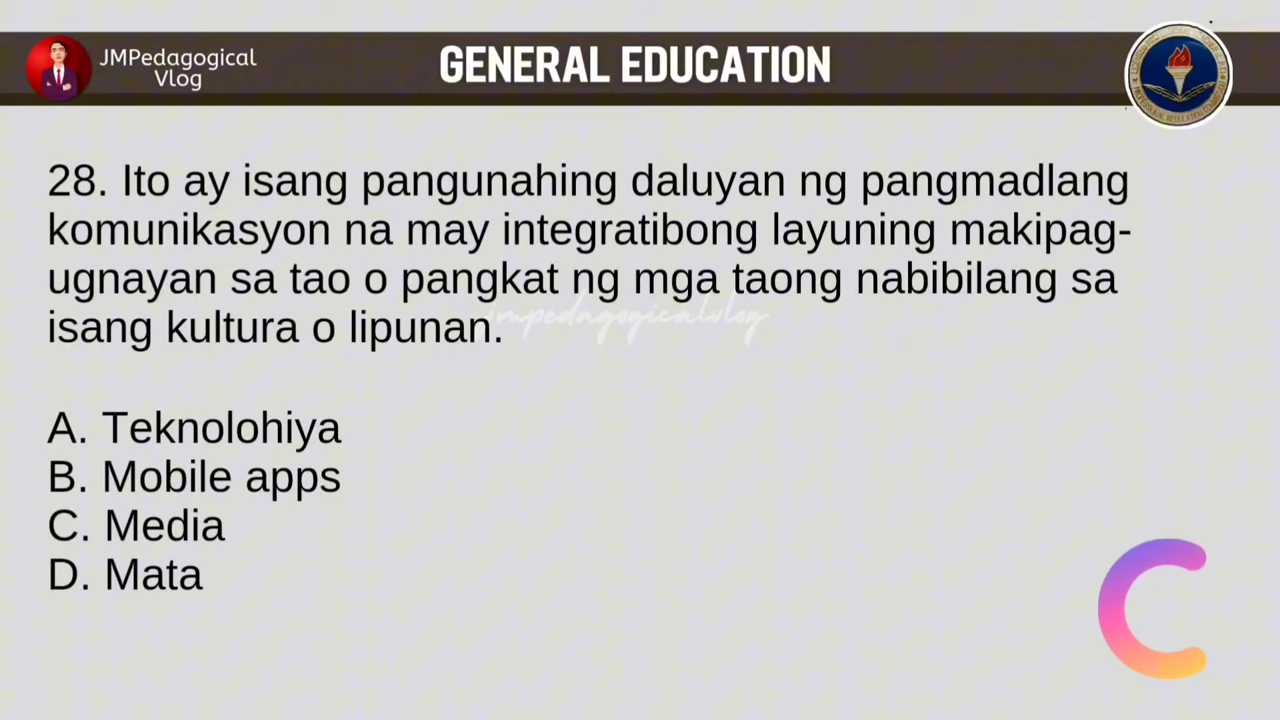 JMPedagogical
Vlog
GENERAL EDUCATION
28. Ito ay isang pangunahing daluyan ng pangmadlang
komunikasyon na may integratibong layuning makipag-
ugnayan sa tao o pangkat ng mga taong nabibilang sa
isang kultura o lipunan.
jmpedagogicalvlog
A. Teknolohiya
B. Mobile apps
C. Media
D. Mata